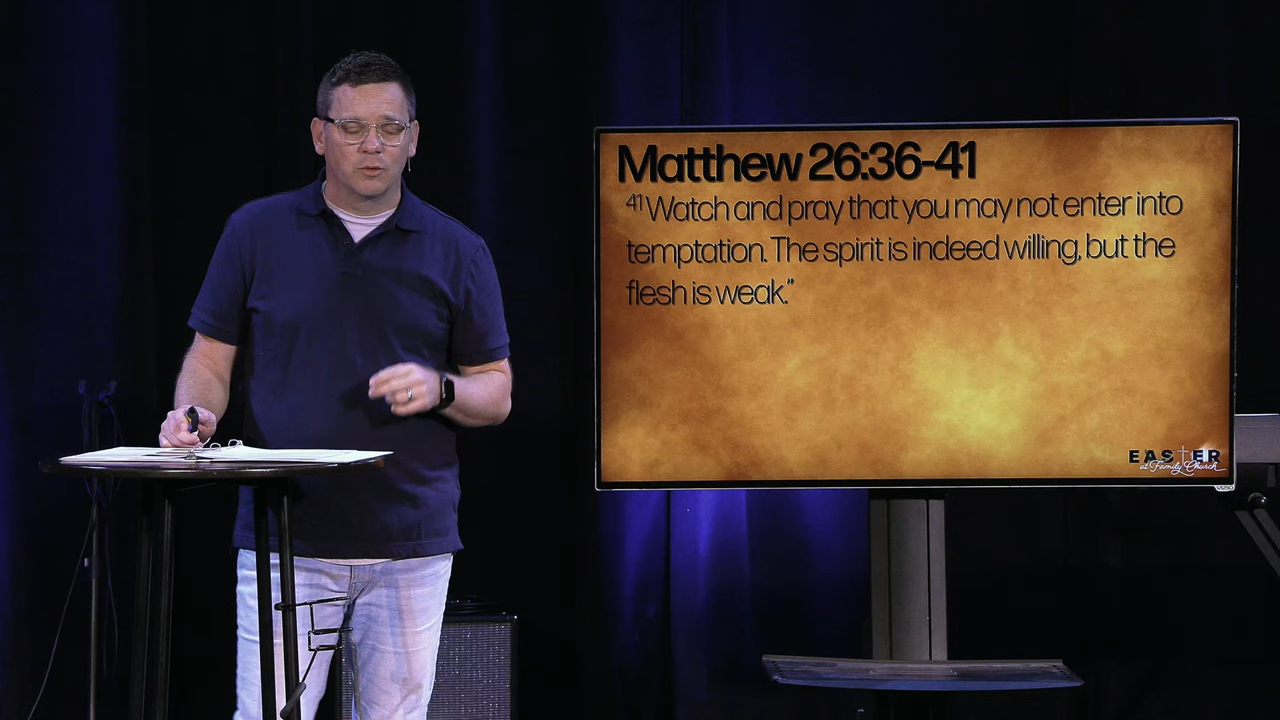 Matthew 26:36-41
41 Watch and pray that you may not enter into
temptation. The spirit is indeed willing, but the
flesh is weak.”
EASTER
at Family Church
VIZIO